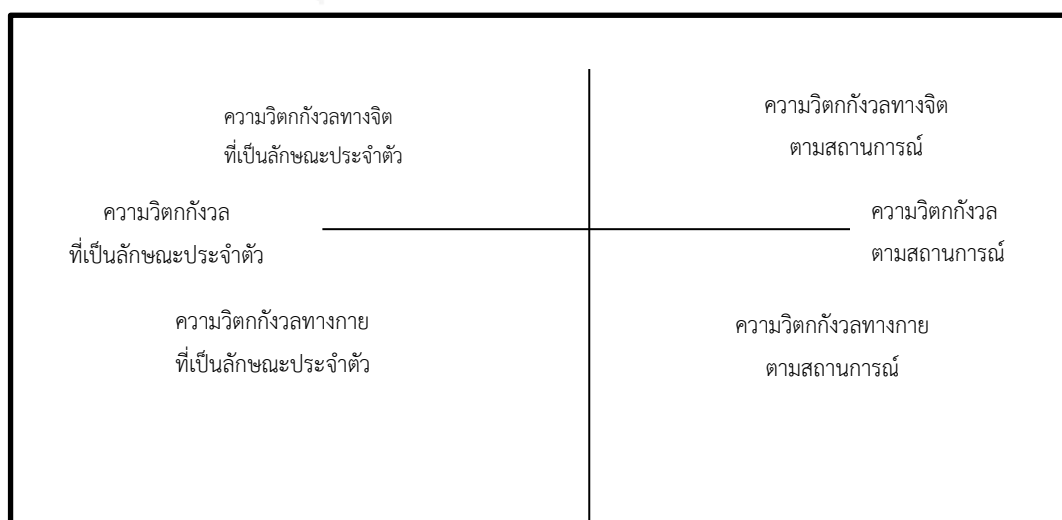 ความวิตกกังวลทางจิต
ที่เป็นลักษณะประจำตัว
ความวิตกกังวลทางจิต
ตามสถานการณ์
ความวิตกกังวล
ที่เป็นลักษณะประจำตัว
ความวิตกกังวล
ตามสถานการณ์
ความวิตกกังวลทางกาย
ที่เป็นลักษณะประจำตัว
ความวิตกกังวลทางกาย
ตามสถานการณ์